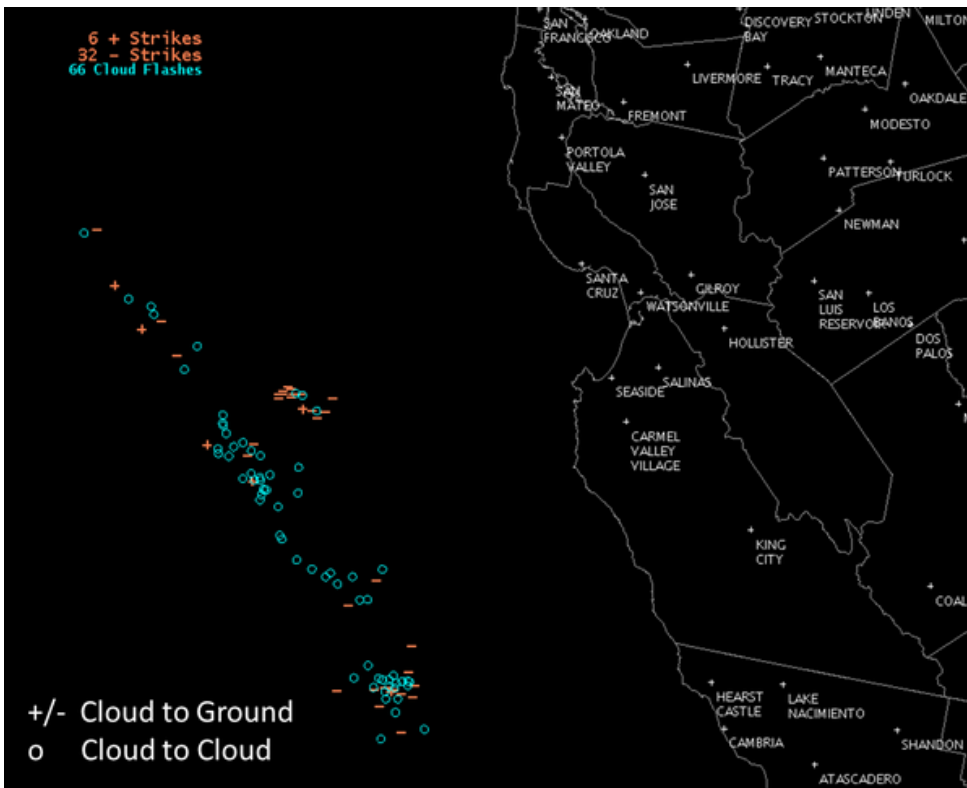 6 + Strikes
32 - Strikes
66 Cloud Flashes
SAN
FRANCISCO
OAKLAND
DISCOVERY
BAY
STOCKTON
LINDEN
MILTON
LIVERMORE
TRACY
MANTECA
OAKDALE
SAN
MATEO
FREMONT
MODESTO
PORTOLA
VALLEY
PATTERSON
TURLOCK
SAN
JOSE
NEWMAN
SANTA
CRUZ
GILROY
WATSONVILLE
SAN
LUIS
RESERVOIR
LOS
BANOS
HOLLISTER
DOS
PALOS
SEASIDE
SALINAS
CARMEL
VALLEY
VILLAGE
KING
CITY
COAL
HEARST
CASTLE
LAKE
NACIMIENTO
CAMBRIA
SHANDON
ATASCADERO
+/- Cloud to Ground
o Cloud to Cloud